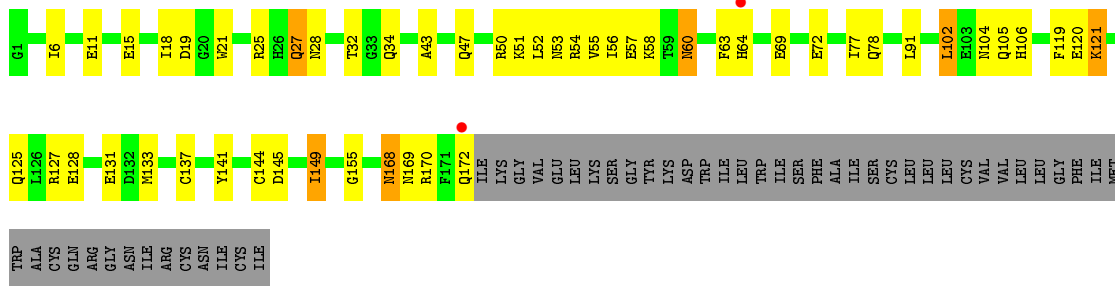 G1 I6 E11 E15 I18 D19 G20 W21 R25 H26 Q27 N28 T32 G33 Q34 A43 Q47 R50 K51 L52 N53 R54 V55 I56 E57 K58 T59 N60 F63 H64 E69 E72 I77 Q78 L91 L102 E103 N104 Q105 H106 F119 E120 K121
Q125 L126 R127 E128 E131 D132 M133 C137 Y141 C144 D145 I149 G155 N168 N169 R170 F171 Q172 ILE LYS GLY VAL GLU LEU LYS SER GLY TYR LYS ASP TRP ILE LEU TRP ILE SER PHE ALA ILE SER CYS LEU LEU LEU CYS VAL VAL LEU LEU GLY PHE ILE MET
TRP ALA CYS GLN ARG GLY ASN ILE ARG CYS ASN ILE CYS ILE